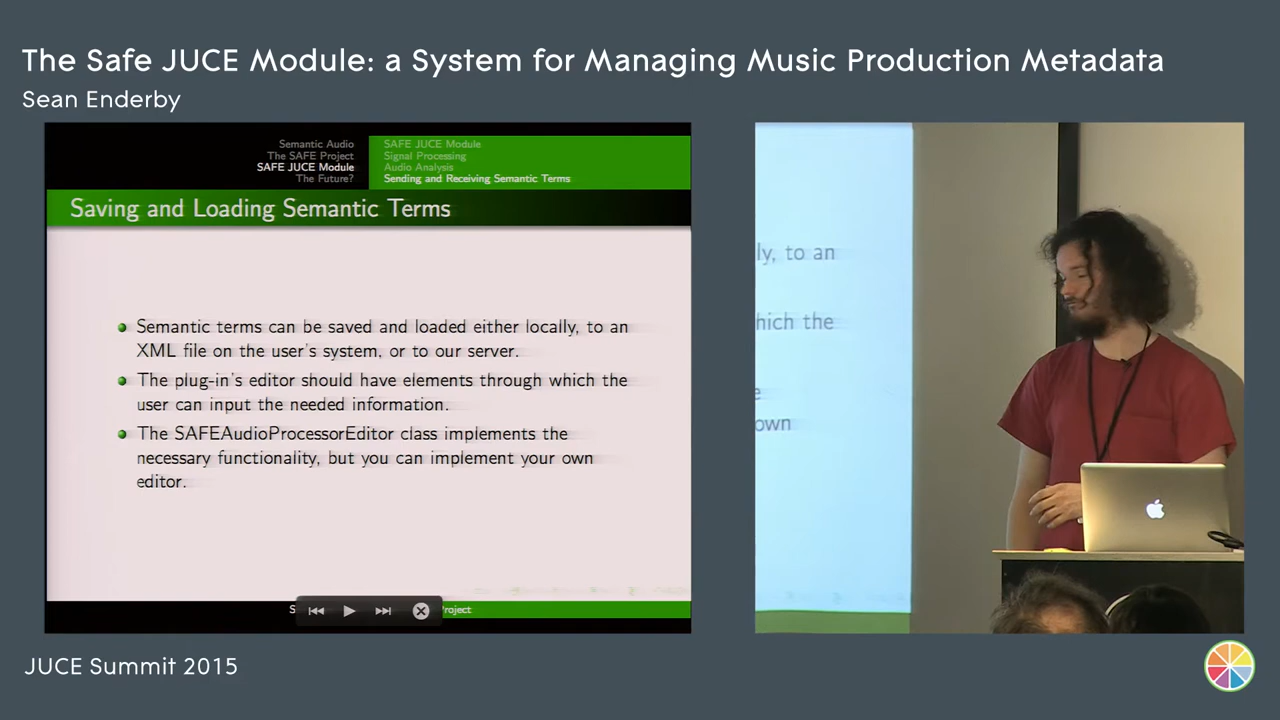 The Safe JUCE Module: a System for Managing Music Production Metadata
Sean Enderby
Semantic Audio
The SAFE Project
SAFE JUCE Module
The Future?
SAFE JUCE Module
Signal Processing
Audio Analysis
Sending and Receiving Semantic Terms
Saving and Loading Semantic Terms
Semantic terms can be saved and loaded either locally, to an
XML file on the user's system, or to our server.
The plug-in's editor should have elements through which the
user can input the needed information.
The SAFEAudioProcessorEditor class implements the
necessary functionality, but you can implement your own
editor.
ly, to an
hich the
own
JUCE Summit 2015